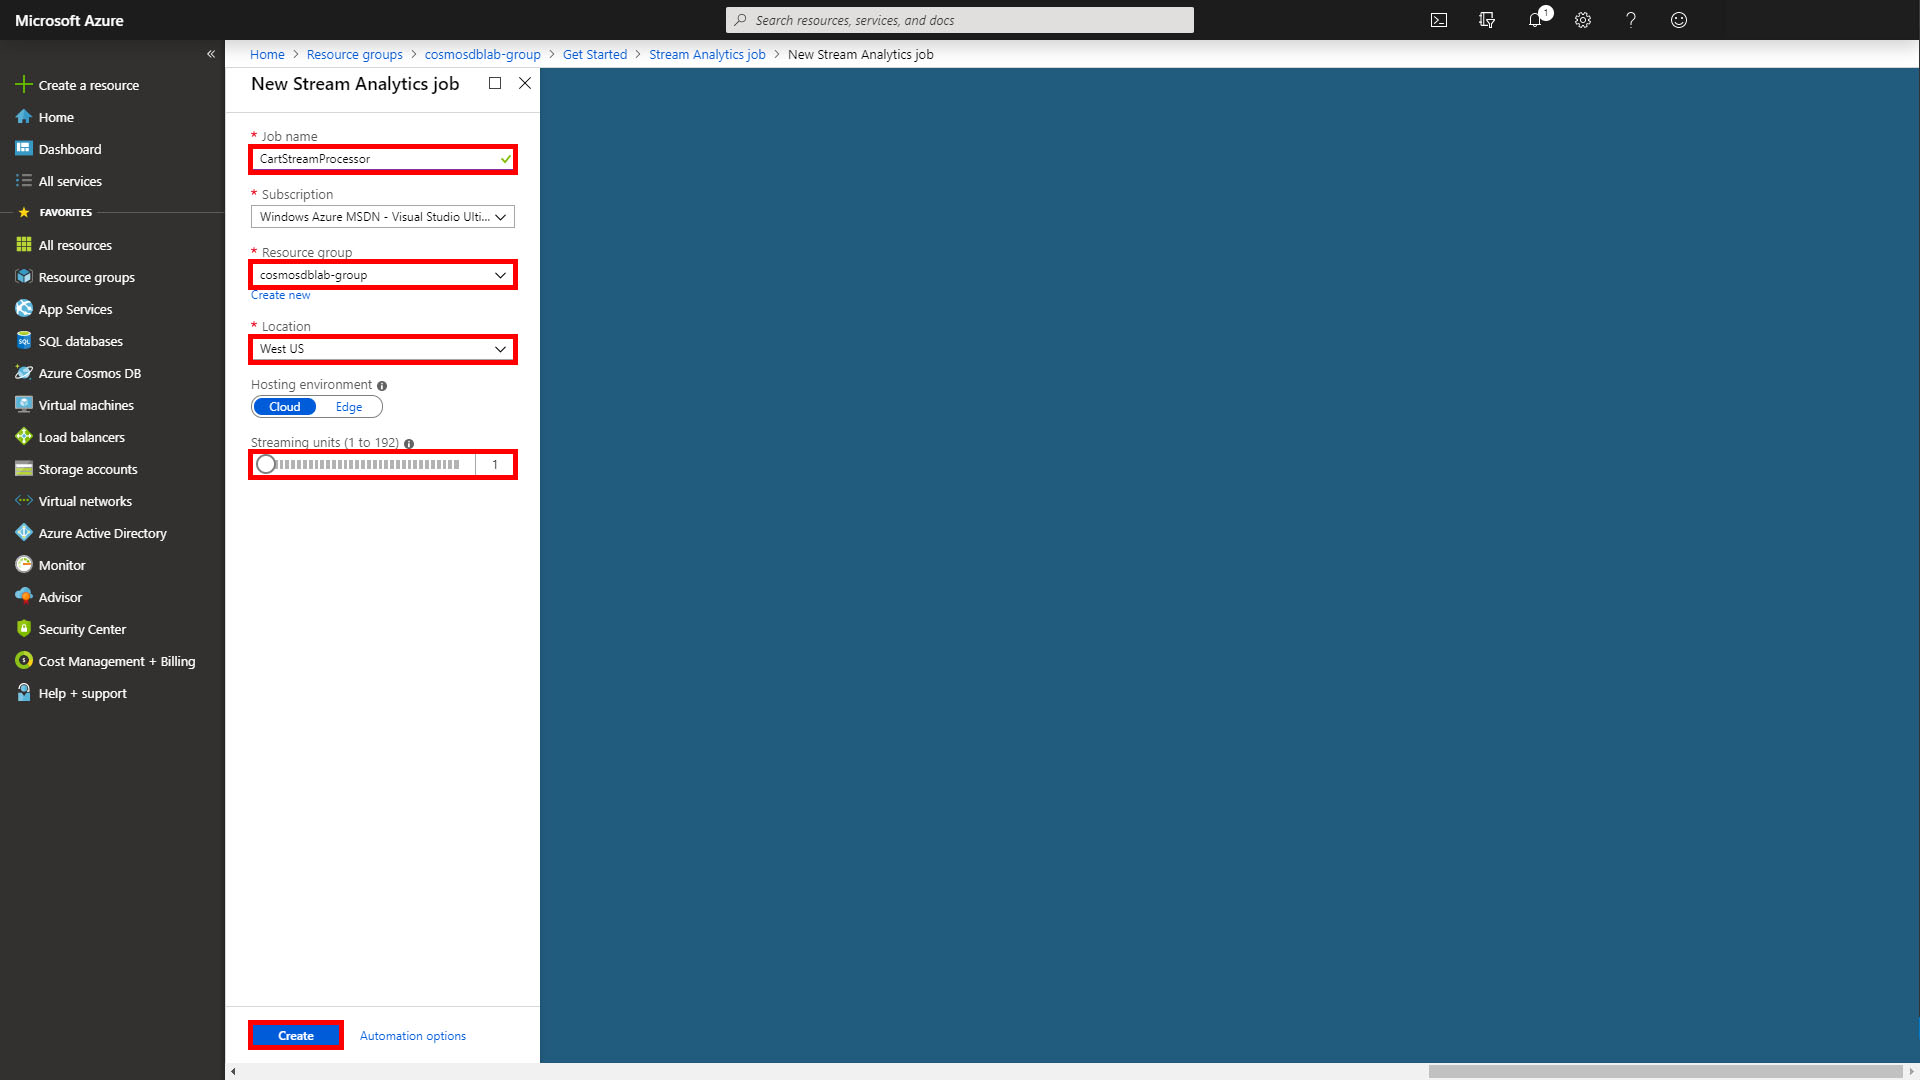 Microsoft Azure
Search resources, services, and docs
1
Create a resource
Home
Dashboard
All services
FAVORITES
All resources
Resource groups
App Services
SQL databases
Azure Cosmos DB
Virtual machines
Load balancers
Storage accounts
Virtual networks
Azure Active Directory
Monitor
Advisor
Security Center
Cost Management + Billing
Help + support
Home > Resource groups > cosmosdblab-group > Get Started > Stream Analytics job > New Stream Analytics job
New Stream Analytics job
* Job name
CartStreamProcessor
* Subscription
Windows Azure MSDN - Visual Studio Ulti...
* Resource group
cosmosdblab-group
Create new
* Location
West US
Hosting environment
Cloud Edge
Streaming units (1 to 192)
1
Create Automation options